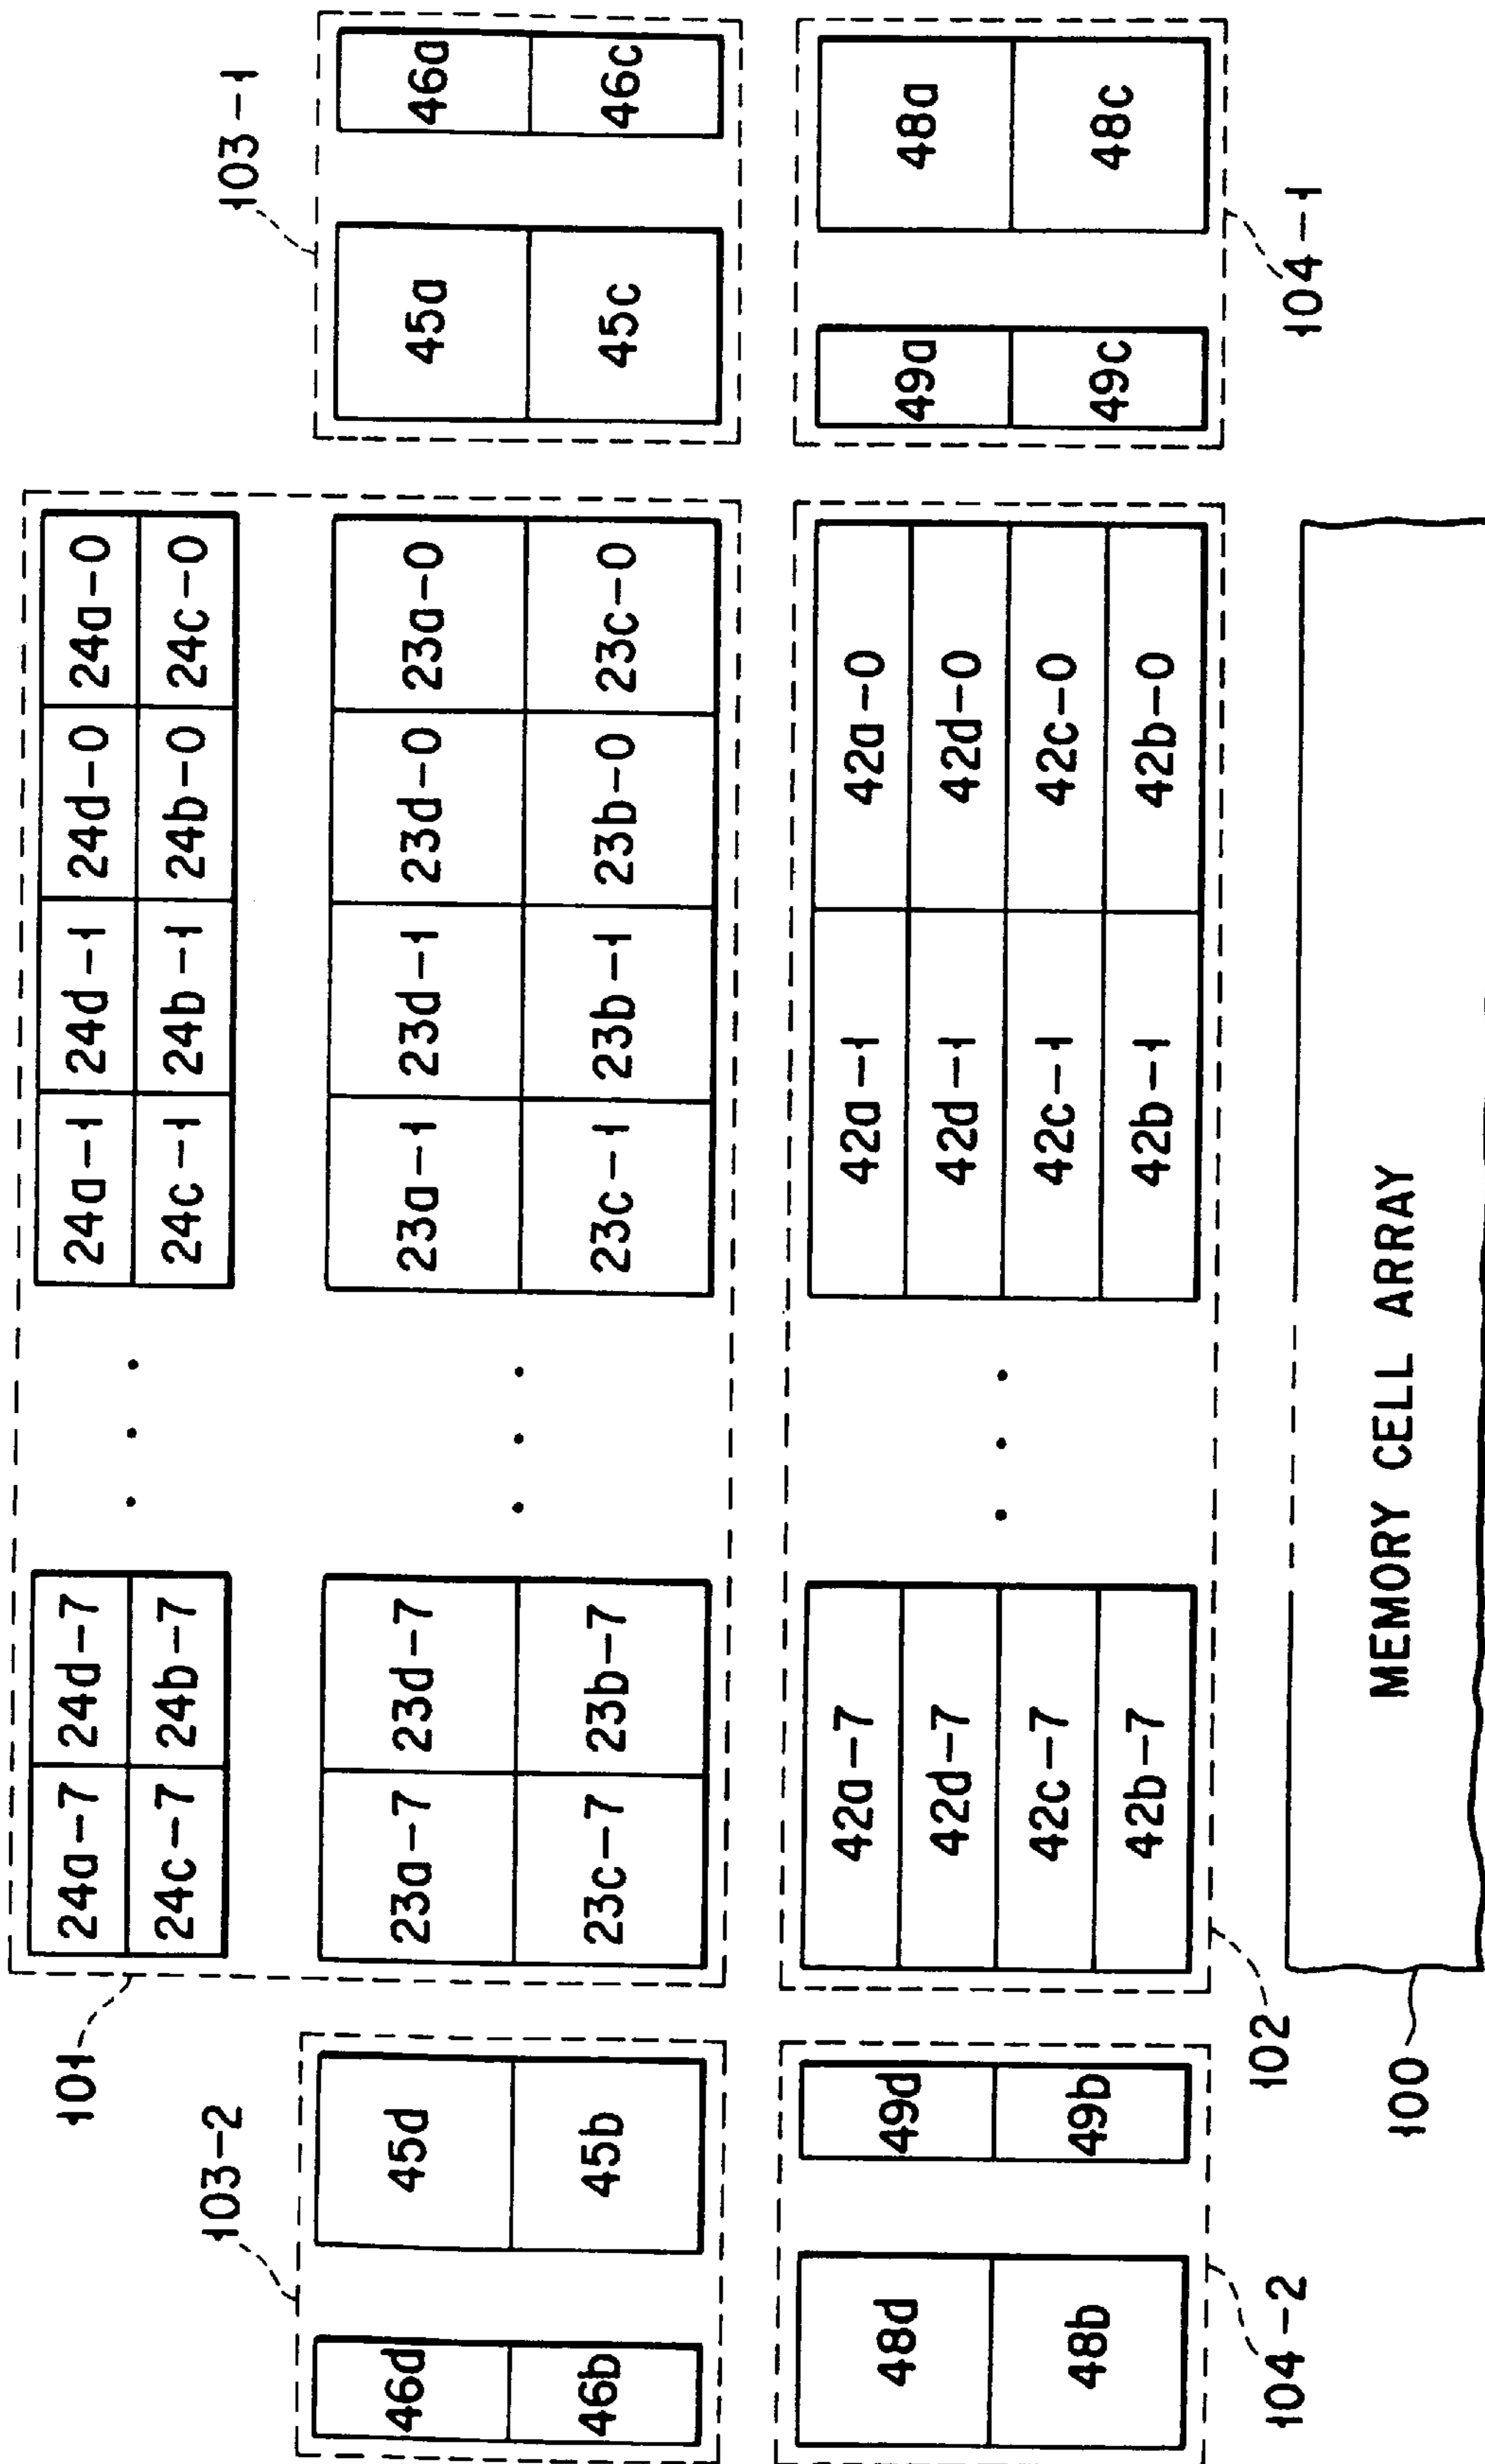 101
24a-7 24d-7 ... 24a-1 24d-1 24d-0 24a-0
24c-7 24b-7 24c-1 24b-1 24b-0 24c-0
103-2
103-1
46d 45d 23a-7 23d-7 ... 23a-1 23d-1 23d-0 23a-0 45a 46a
46b 45b 23c-7 23b-7 23c-1 23b-1 23b-0 23c-0 45c 46c
48d 49d 42a-7 ... 42a-1 42a-0 49a 48a
42d-7 42d-1 42d-0
48b 49b 42c-7 42c-1 42c-0 49c 48c
42b-7 42b-1 42b-0
104-2
102
104-1
100
MEMORY CELL ARRAY